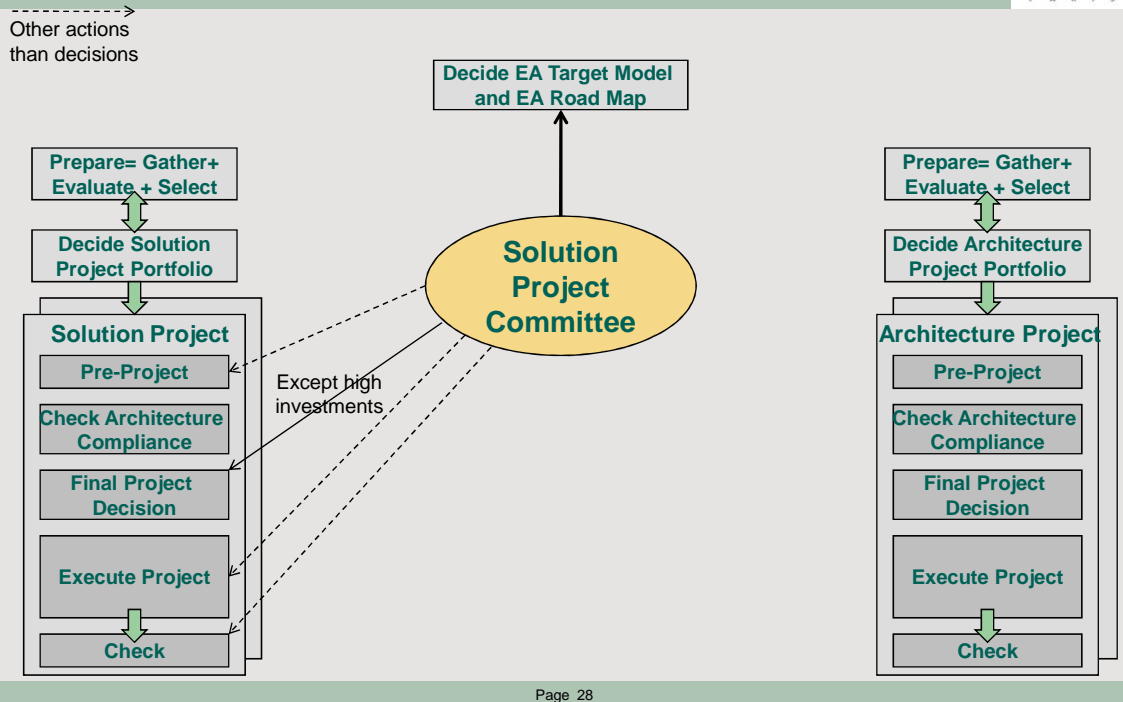 Other actions
than decisions
Decide EA Target Model
and EA Road Map
Prepare= Gather+
Evaluate + Select
Decide Solution
Project Portfolio
Solution Project
Pre-Project
Check Architecture
Compliance
Final Project
Decision
Execute Project
Check
Solution
Project
Committee
Except high
investments
Prepare= Gather+
Evaluate + Select
Decide Architecture
Project Portfolio
Architecture Project
Pre-Project
Check Architecture
Compliance
Final Project
Decision
Execute Project
Check
Page 28